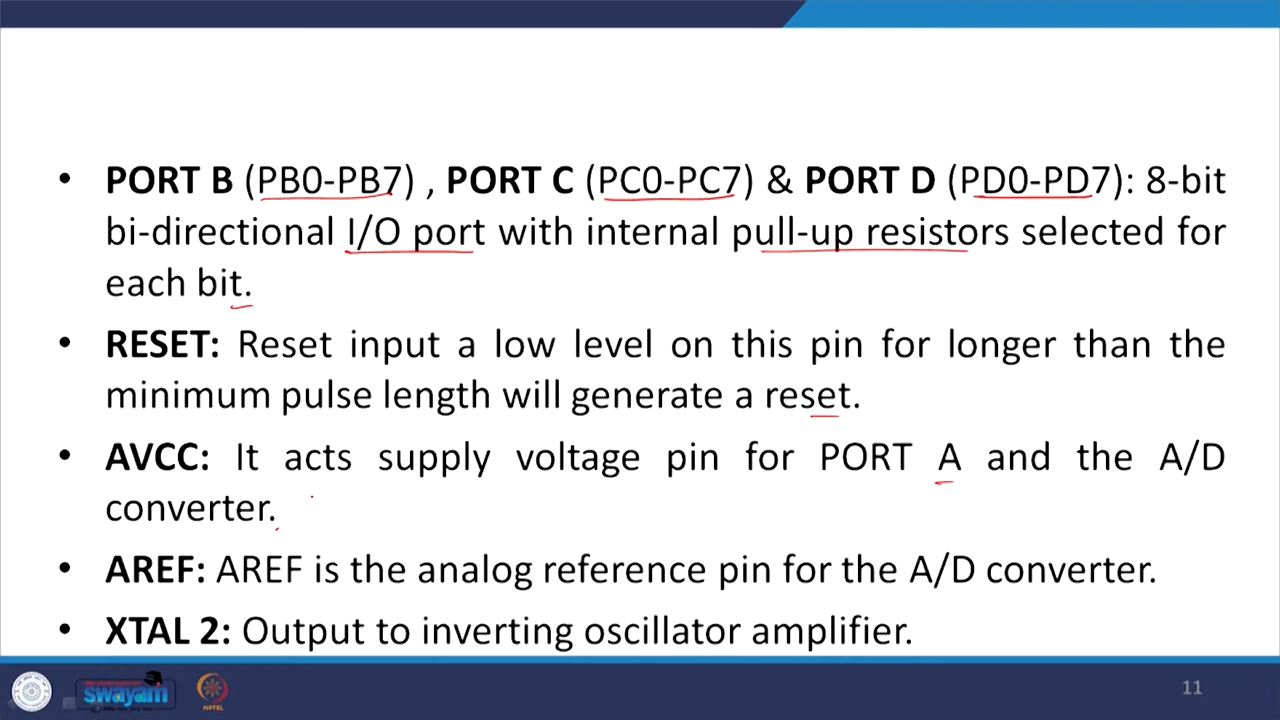 • PORT B (PB0-PB7) , PORT C (PC0-PC7) & PORT D (PD0-PD7): 8-bit
bi-directional I/O port with internal pull-up resistors selected for
each bit.
• RESET: Reset input a low level on this pin for longer than the
minimum pulse length will generate a reset.
• AVCC: It acts supply voltage pin for PORT A and the A/D
converter.
• AREF: AREF is the analog reference pin for the A/D converter.
• XTAL 2: Output to inverting oscillator amplifier.
swayam
NPTEL
11